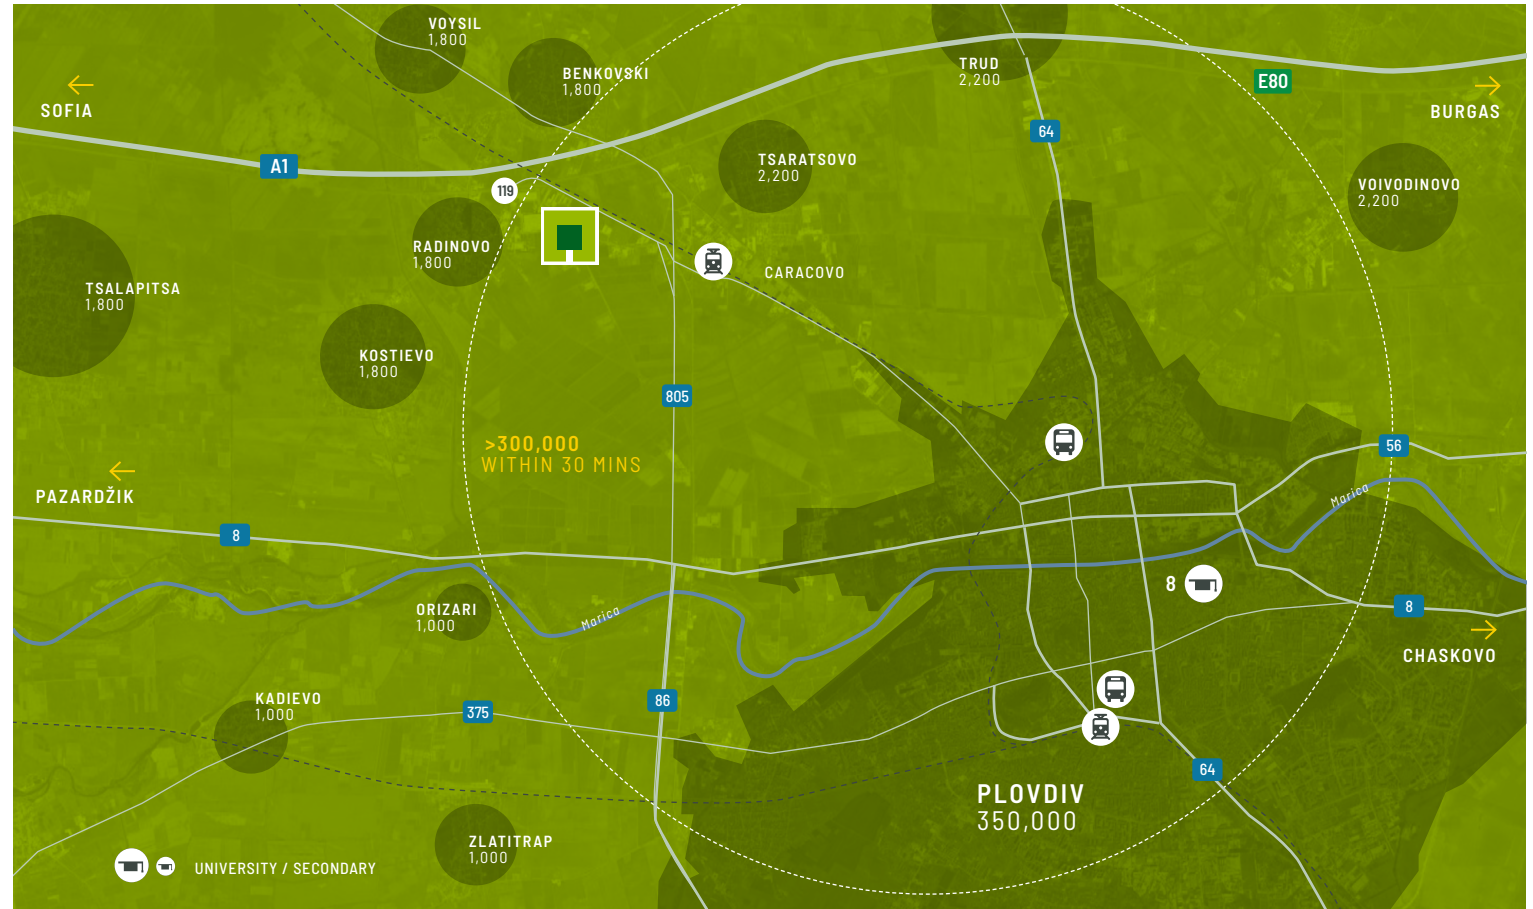 VOYSIL
1,800
BENKOVSKI
1,800
TRUD
2,200
E80
SOFIA
BURGAS
64
A1
TSARATSOVO
2,200
119
VOIVODINOVO
2,200
RADINOVO
1,800
CARACOVO
TSALAPITSA
1,800
KOSTIEVO
1,800
805
>300,000
WITHIN 30 MINS
56
PAZARDŽIK
Marica
8
8
ORIZARI
1,000
Marica
8
CHASKOVO
KADIEVO
1,000
86
375
64
PLOVDIV
350,000
ZLATITRAP
1,000
UNIVERSITY / SECONDARY